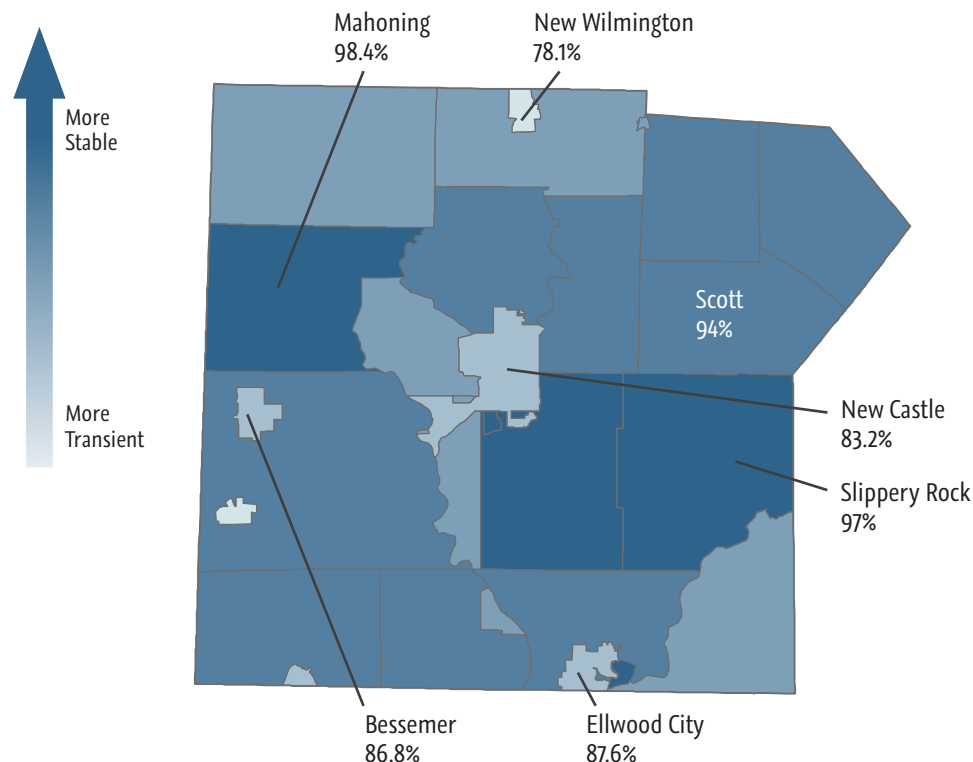 Mahoning
98.4%
New Wilmington
78.1%
More
Stable
Scott
94%
More
Transient
New Castle
83.2%
Slippery Rock
97%
Bessemer
86.8%
Ellwood City
87.6%